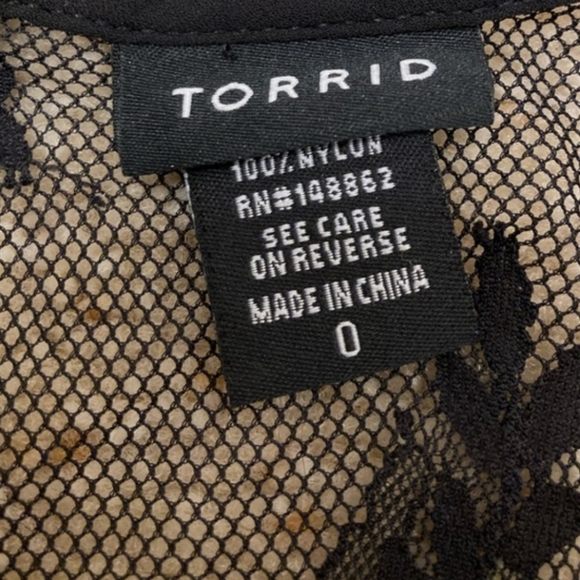 TORRID
100% NYLON
RN#148862
SEE CARE
ON REVERSE
MADE IN CHINA
0